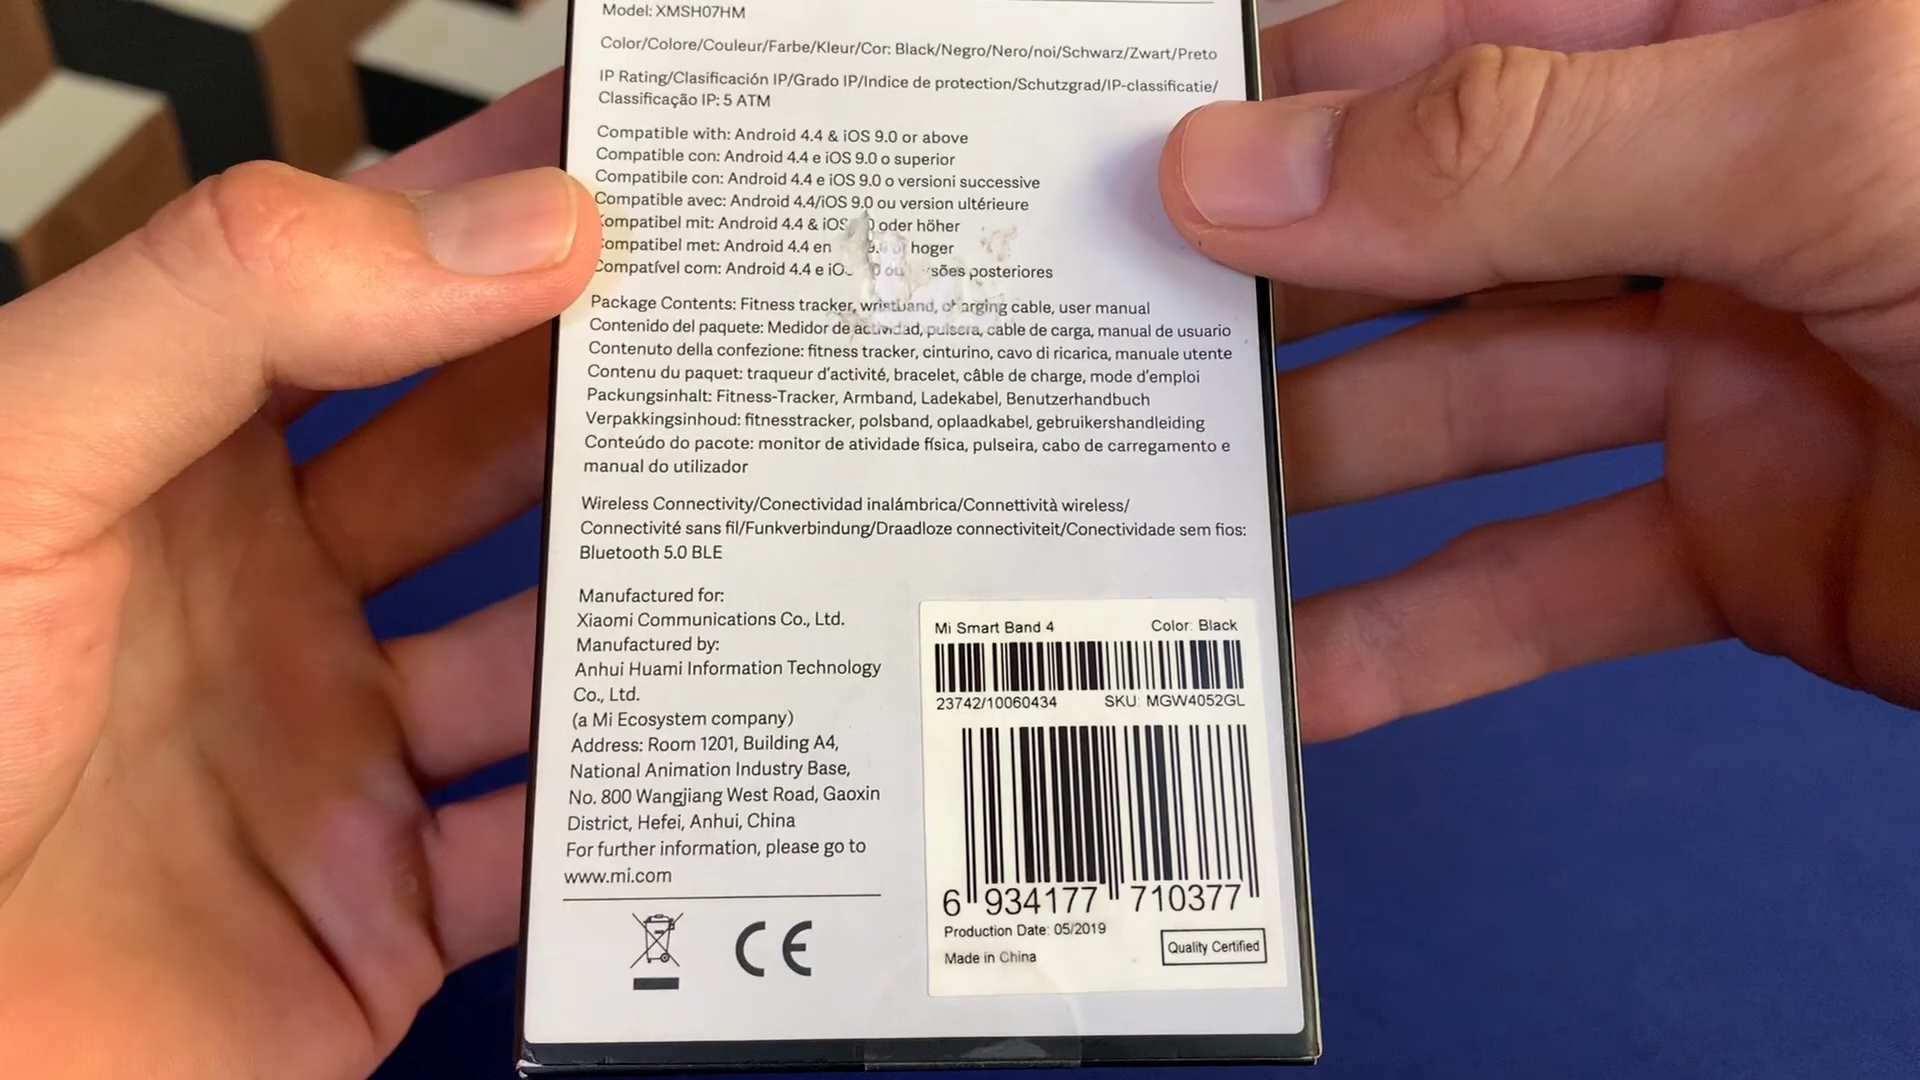 Model: XMSH07HM
Color/Colore/Couleur/Farbe/Kleur/Cor: Black/Negro/Nero/noi/Schwarz/Zwart/Preto
IP Rating/Clasificación IP/Grado IP/Indice de protection/Schutzgrad/IP-classificatie/
Classificação IP: 5 ATM
Compatible with: Android 4.4 & iOS 9.0 or above
Compatible con: Android 4.4 e iOS 9.0 o superior
Compatibile con: Android 4.4 e iOS 9.0 o versioni successive
Compatible avec: Android 4.4/iOS 9.0 ou version ultérieure
mit: Android 4.4 & oder höher
met: Android 4.4 en hoger
com: Android 4.4 e ou posteriores
Package Contents: Fitness tracker, wristband, charging cable, user manual
Contenido del paquete: Medidor de actividad, pulsera, cable de carga, manual de usuario
Contenuto della confezione: fitness tracker, cinturino, cavo di ricarica, manuale utente
Contenu du paquet: traqueur d'activité, bracelet, câble de charge, mode d'emploi
Packungsinhalt: Fitness-Tracker, Armband, Ladekabel, Benutzerhandbuch
Verpakkingsinhoud: fitnesstracker, polsband, oplaadkabel, gebruikershandleiding
Conteúdo do pacote: monitor de atividade física, pulseira, cabo de carregamento e
manual do utilizador
Wireless Connectivity/Conectividad inalámbrica/Connettività wireless/
Connectivité sans fil/Funkverbindung/Draadloze connectiviteit/Conectividade sem fios:
Bluetooth 5.0 BLE
Manufactured for:
Xiaomi Communications Co., Ltd.
Manufactured by:
Anhui Huami Information Technology
Co., Ltd.
(a Mi Ecosystem company)
Address: Room 1201, Building A4,
National Animation Industry Base,
No. 800 Wangjiang West Road, Gaoxin
District, Hefei, Anhui, China
For further information, please go to
www.mi.com
CE
Mi Smart Band 4 Color: Black
23742/10060434 SKU: MGW4052GL
6 934177 710377
Production Date: 05/2019
Made in China
Quality Certified